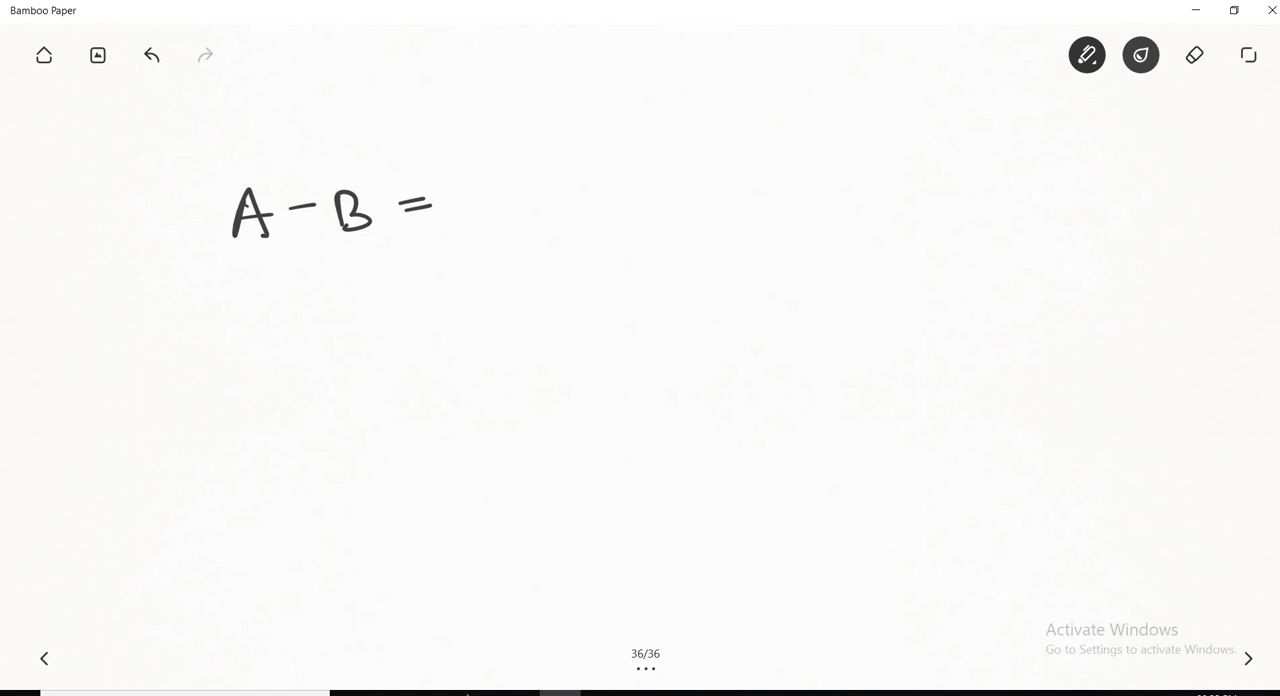 Bamboo Paper
A - B =
Activate Windows
Go to Settings to activate Windows.
36/36